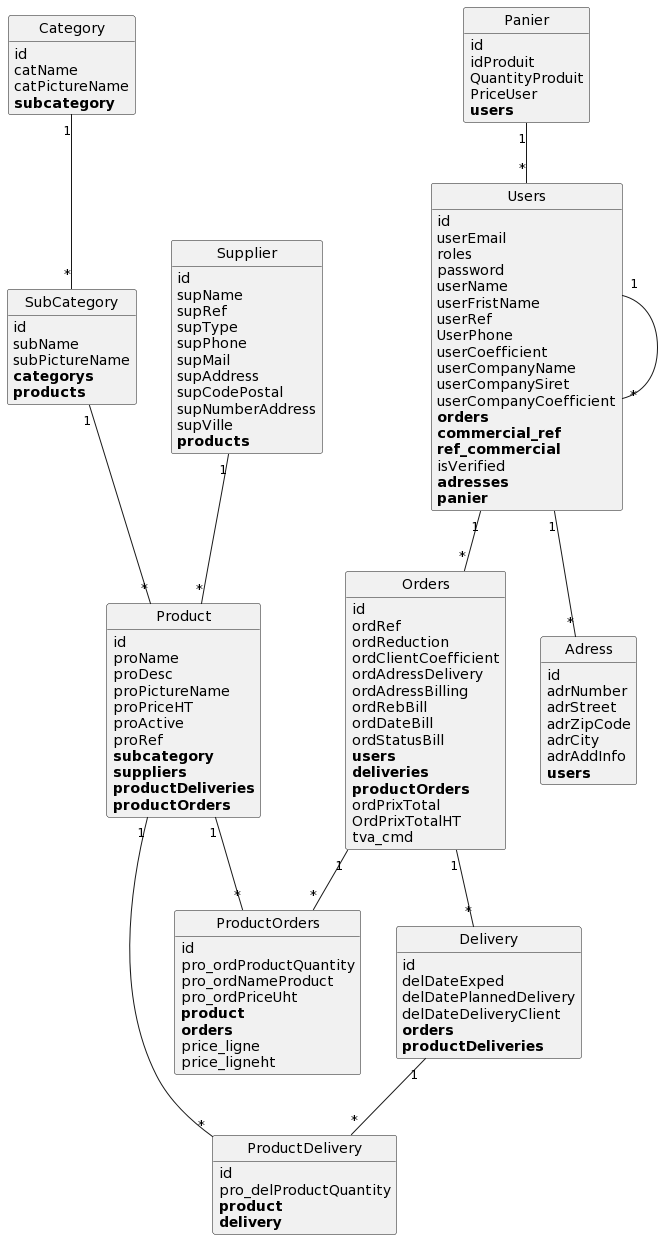 Category
id
catName
catPictureName
subcategory
1
*
Panier
id
idProduit
QuantityProduit
PriceUser
users
1
*
Users
id
userEmail
roles
password
userName
userFristName
userRef
UserPhone
userCoefficient
userCompanyName
userCompanySiret
userCompanyCoefficient
orders
commercial_ref
ref_commercial
isVerified
adresses
panier
1
*
Supplier
id
supName
supRef
supType
supPhone
supMail
supAddress
supCodePostal
supNumberAddress
supVille
products
1
*
SubCategory
id
subName
subPictureName
categorys
products
1
*
1
*
1
*
Product
id
proName
proDesc
proPictureName
proPriceHT
proActive
proRef
subcategory
suppliers
productDeliveries
productOrders
1
*
1
*
Orders
id
ordRef
ordReduction
ordClientCoefficient
ordAdressDelivery
ordAdressBilling
ordRebBill
ordDateBill
ordStatusBill
users
deliveries
productOrders
ordPrixTotal
OrdPrixTotalHT
tva_cmd
1
*
1
*
Adress
id
adrNumber
adrStreet
adrZipCode
adrCity
adrAddInfo
users
ProductOrders
id
pro_ordProductQuantity
pro_ordNameProduct
pro_ordPriceUht
product
orders
price_ligne
price_ligneht
Delivery
id
delDateExped
delDatePlannedDelivery
delDateDeliveryClient
orders
productDeliveries
1
*
ProductDelivery
id
pro_delProductQuantity
product
delivery